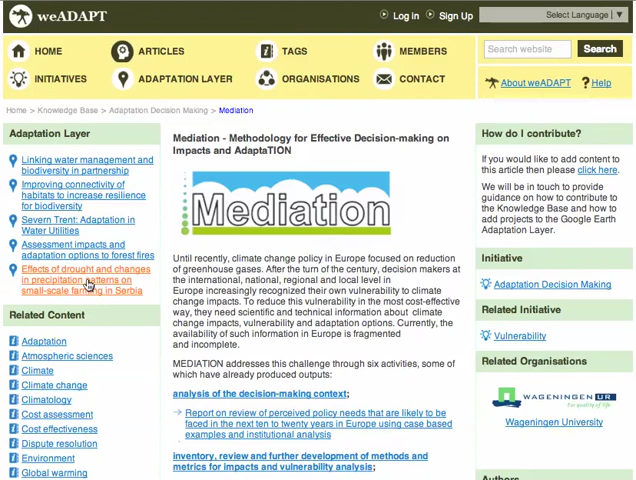 weADAPT
Log in
Sign Up
Select Language
HOME
ARTICLES
TAGS
MEMBERS
Search website
Search
INITIATIVES
ADAPTATION LAYER
ORGANISATIONS
CONTACT
About weADAPT
Help
Home > Knowledge Base > Adaptation Decision Making > Mediation
Adaptation Layer
Linking water management and
biodiversity in partnership
Improving connectivity of
habitats to increase resilience
for biodiversity
Severn Trent: Adaptation in
Water Utilities
Assessment impacts and
adaptation options to forest fires
Effects of drought and changes
in precipitation patterns on
small-scale farming in Serbia
Related Content
Adaptation
Atmospheric sciences
Climate
Climate change
Climatology
Cost assessment
Cost effectiveness
Dispute resolution
Environment
Global warming
Mediation - Methodology for Effective Decision-making on
Impacts and AdaptaTION
Mediation
Until recently, climate change policy in Europe focused on reduction
of greenhouse gases. After the turn of the century, decision makers at
the international, national, regional and local level in
Europe increasingly recognized their own vulnerability to climate
change impacts. To reduce this vulnerability in the most cost-effective
way, they need scientific and technical information about climate
change impacts, vulnerability and adaptation options. Currently, the
availability of such information in Europe is fragmented
and incomplete.
MEDIATION addresses this challenge through six activities, some of
which have already produced outputs:
analysis of the decision-making context;
Report on review of perceived policy needs that are likely to be
faced in the next ten to twenty years in Europe using case based
examples and institutional analysis
inventory, review and further development of methods and
metrics for impacts and vulnerability analysis;
How do I contribute?
If you would like to add content to
this article then please click here.
We will be in touch to provide
guidance on how to contribute to
the Knowledge Base and how to
add projects to the Google Earth
Adaptation Layer.
Initiative
Adaptation Decision Making
Related Initiative
Vulnerability
Related Organisations
WAGENINGEN UR
For quality of life
Wageningen University
Authors